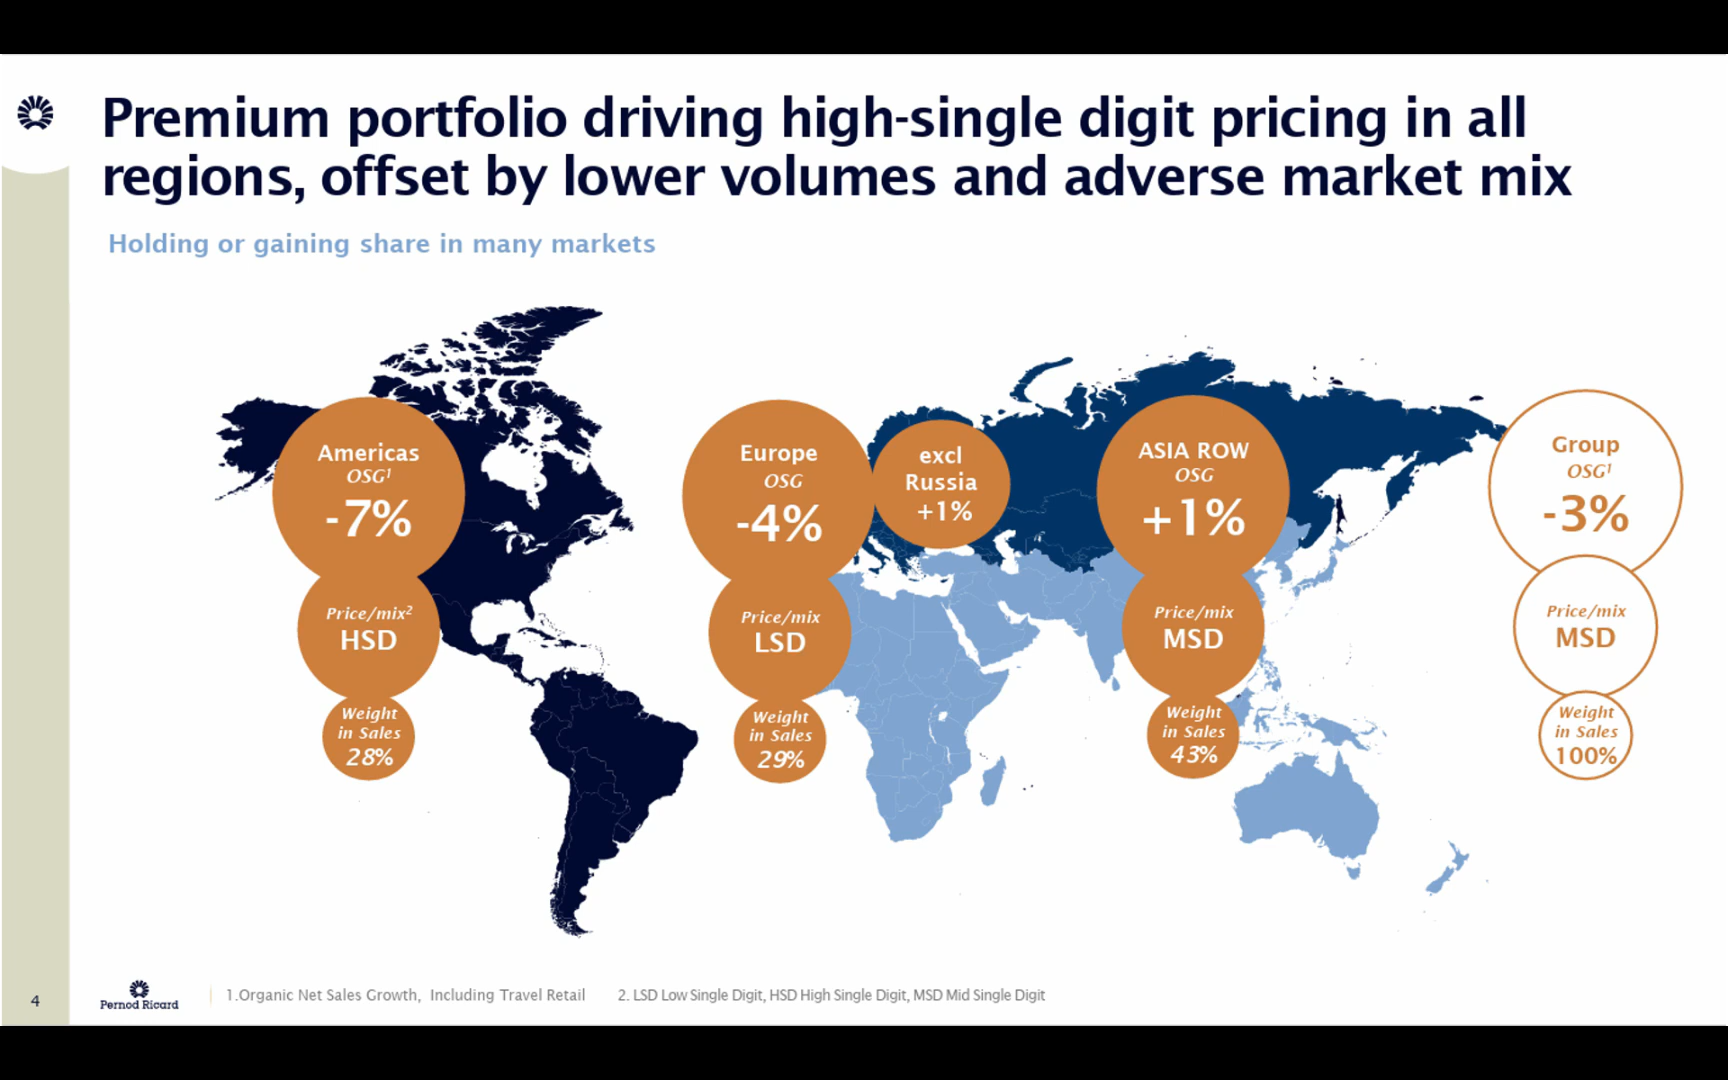 Premium portfolio driving high-single digit pricing in all
regions, offset by lower volumes and adverse market mix
Holding or gaining share in many markets
Americas
OSG¹
-7%
Price/mix²
HSD
Weight
in Sales
28%
Europe
OSG
-4%
excl
Russia
+1%
Price/mix
LSD
Weight
in Sales
29%
ASIA ROW
OSG
+1%
Price/mix
MSD
Weight
in Sales
43%
Group
OSG¹
-3%
Price/mix
MSD
Weight
in Sales
100%
4
Pernod Ricard
1.Organic Net Sales Growth, Including Travel Retail
2. LSD Low Single Digit, HSD High Single Digit, MSD Mid Single Digit